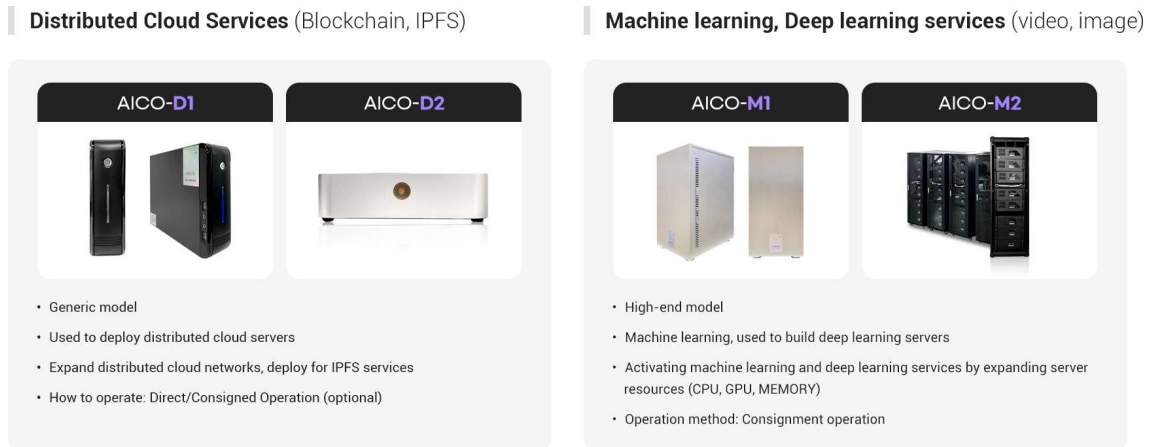 Distributed Cloud Services (Blockchain, IPFS)
AICO-D1
AICO-D2
• Generic model
• Used to deploy distributed cloud servers
• Expand distributed cloud networks, deploy for IPFS services
• How to operate: Direct/Consigned Operation (optional)
Machine learning, Deep learning services (video, image)
AICO-M1
AICO-M2
• High-end model
• Machine learning, used to build deep learning servers
• Activating machine learning and deep learning services by expanding server
resources (CPU, GPU, MEMORY)
• Operation method: Consignment operation